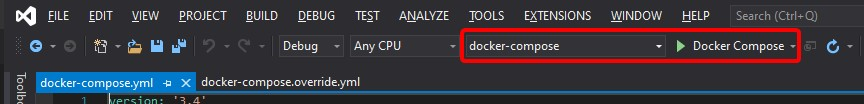 FILE EDIT VIEW PROJECT BUILD DEBUG TEST ANALYZE TOOLS EXTENSIONS WINDOW HELP Search (Ctrl+Q)
Debug Any CPU docker-compose Docker Compose
Toolbox docker-compose.yml docker-compose.override.yml
1 version: '3.4'